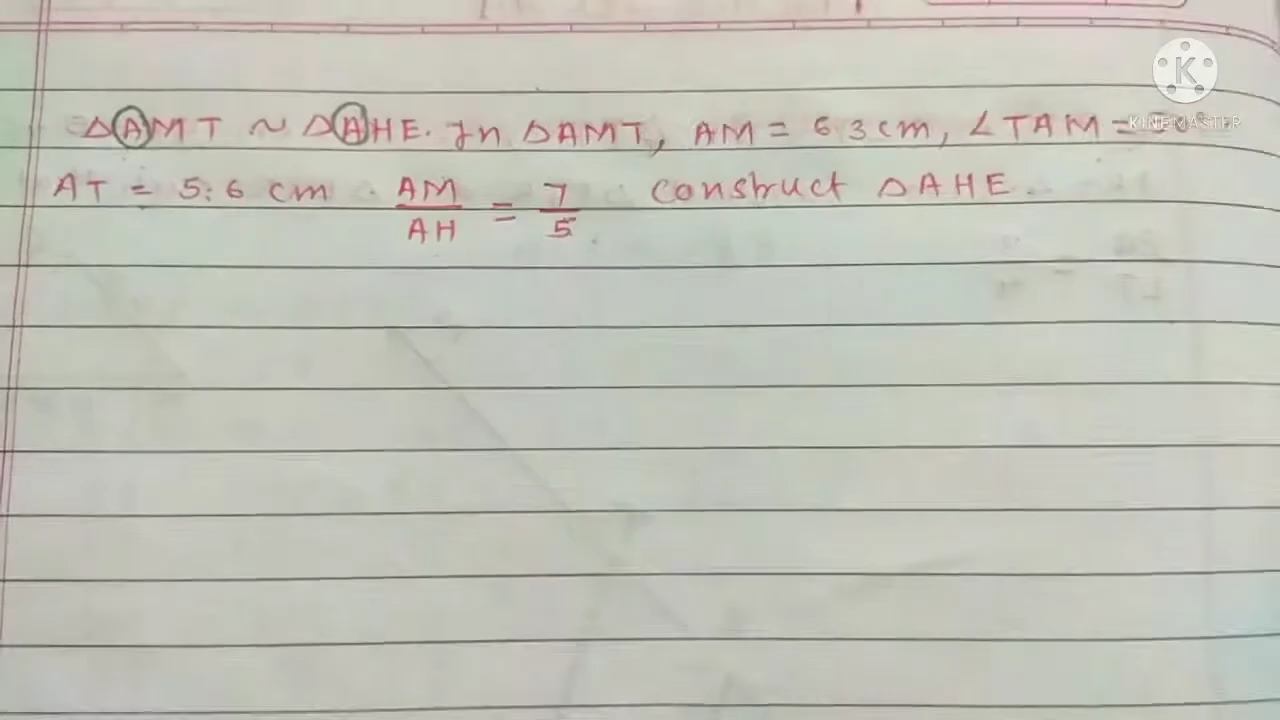 △AMT ~ △AHE. In △AMT, AM = 6 3 cm, ∠TAM =
AT = 5.6 cm AM/AH = 7/5 construct △AHE.
KINEMASTER